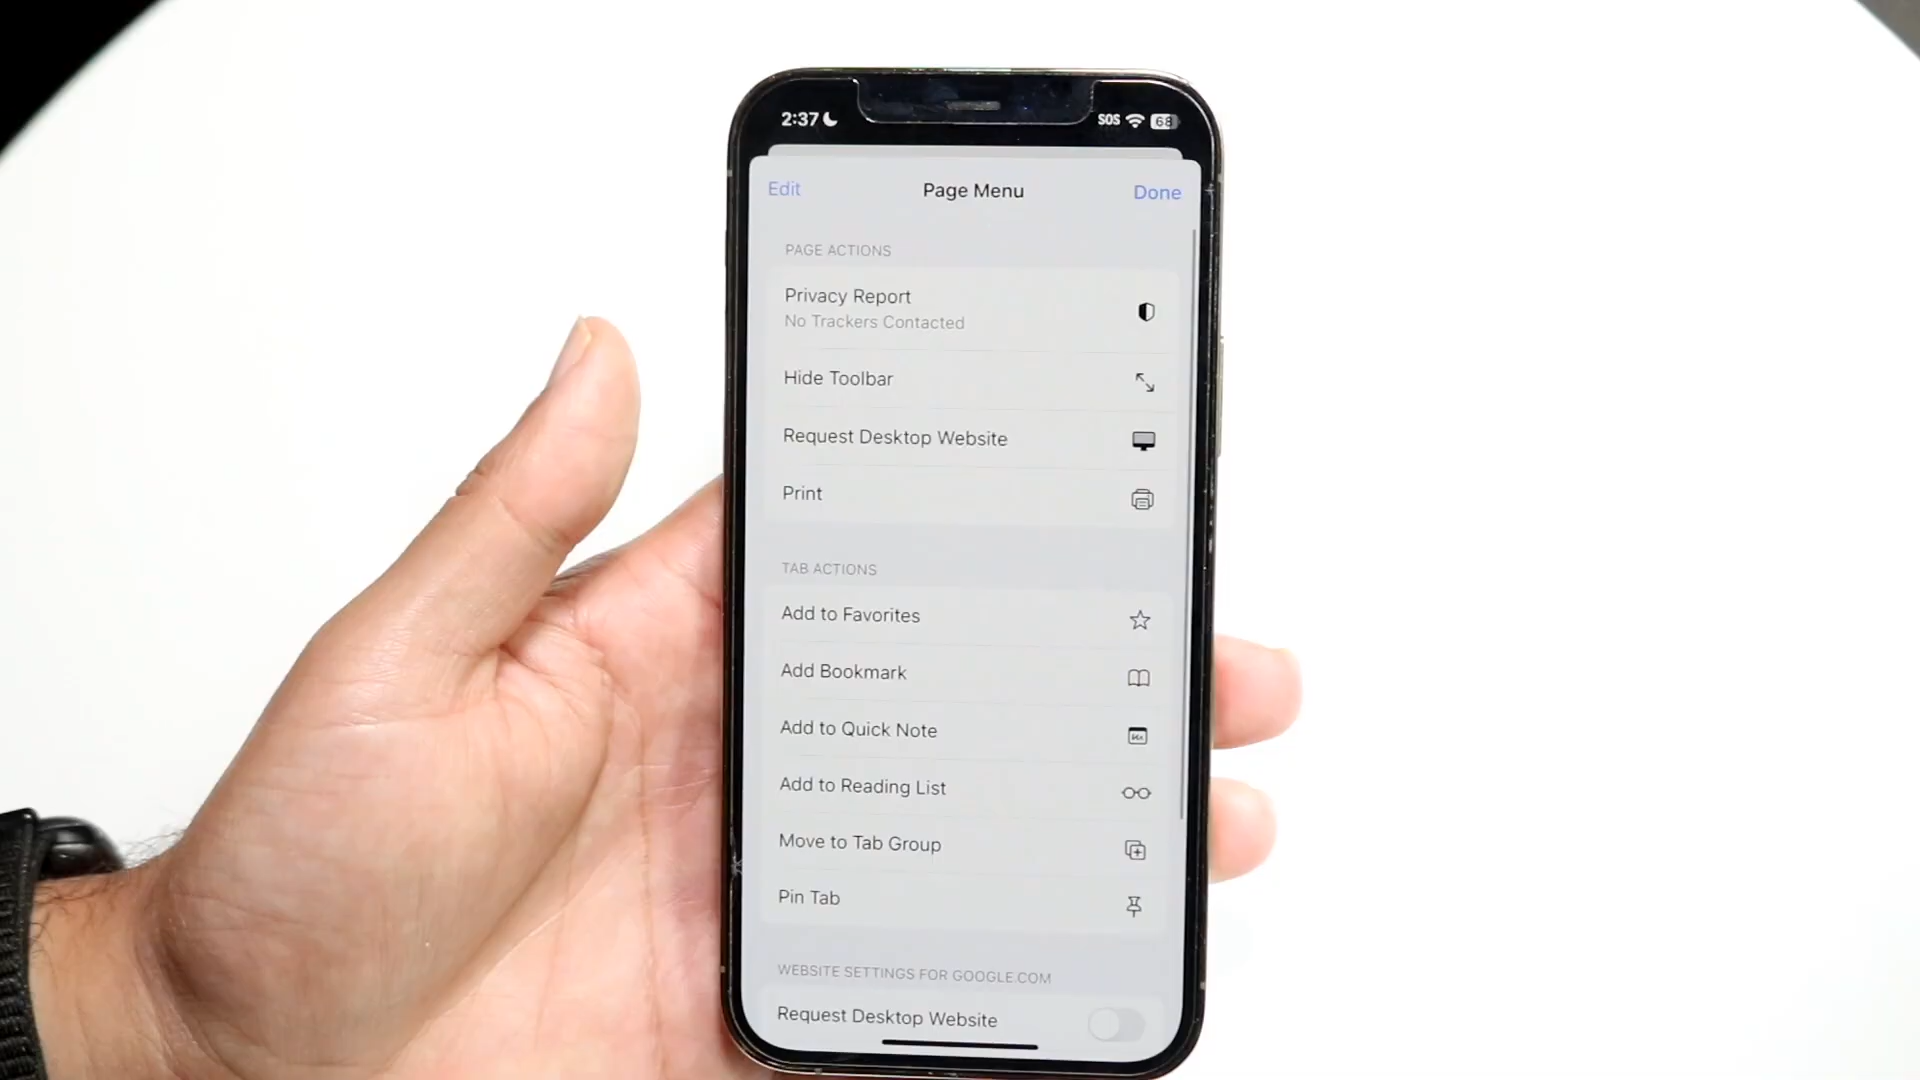 2:37
SOS 68
Edit Page Menu Done
PAGE ACTIONS
Privacy Report
No Trackers Contacted
Hide Toolbar
Request Desktop Website
Print
TAB ACTIONS
Add to Favorites
Add Bookmark
Add to Quick Note
Add to Reading List
Move to Tab Group
Pin Tab
WEBSITE SETTINGS FOR GOOGLE.COM
Request Desktop Website